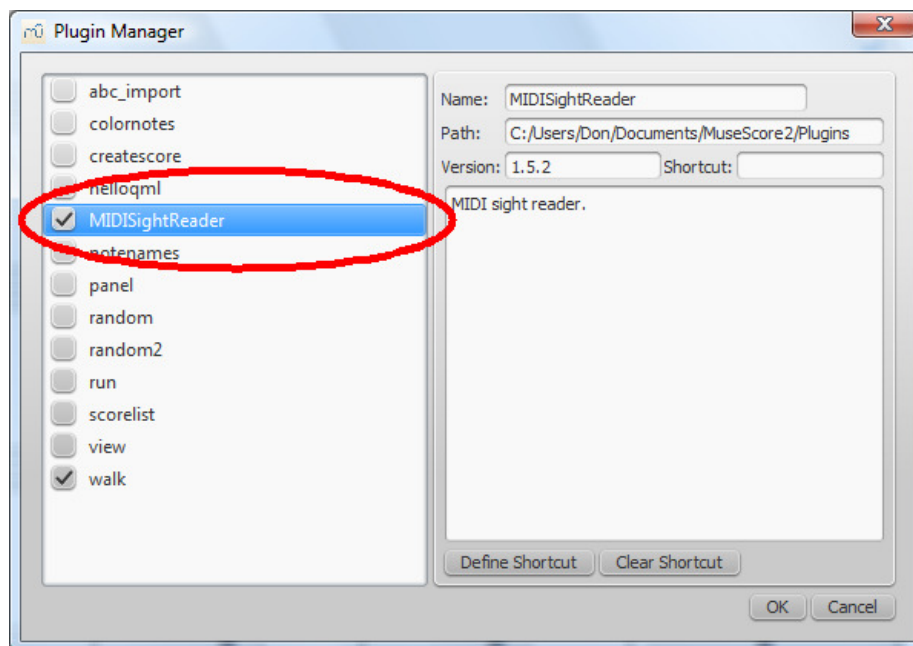 Plugin Manager
abc_import
colornotes
createscore
helloqml
MIDISightReader
notenames
panel
random
random2
run
scorelist
view
walk
Name: MIDISightReader
Path: C:/Users/Don/Documents/MuseScore2/Plugins
Version: 1.5.2 Shortcut:
MIDI sight reader.
Define Shortcut Clear Shortcut
OK Cancel